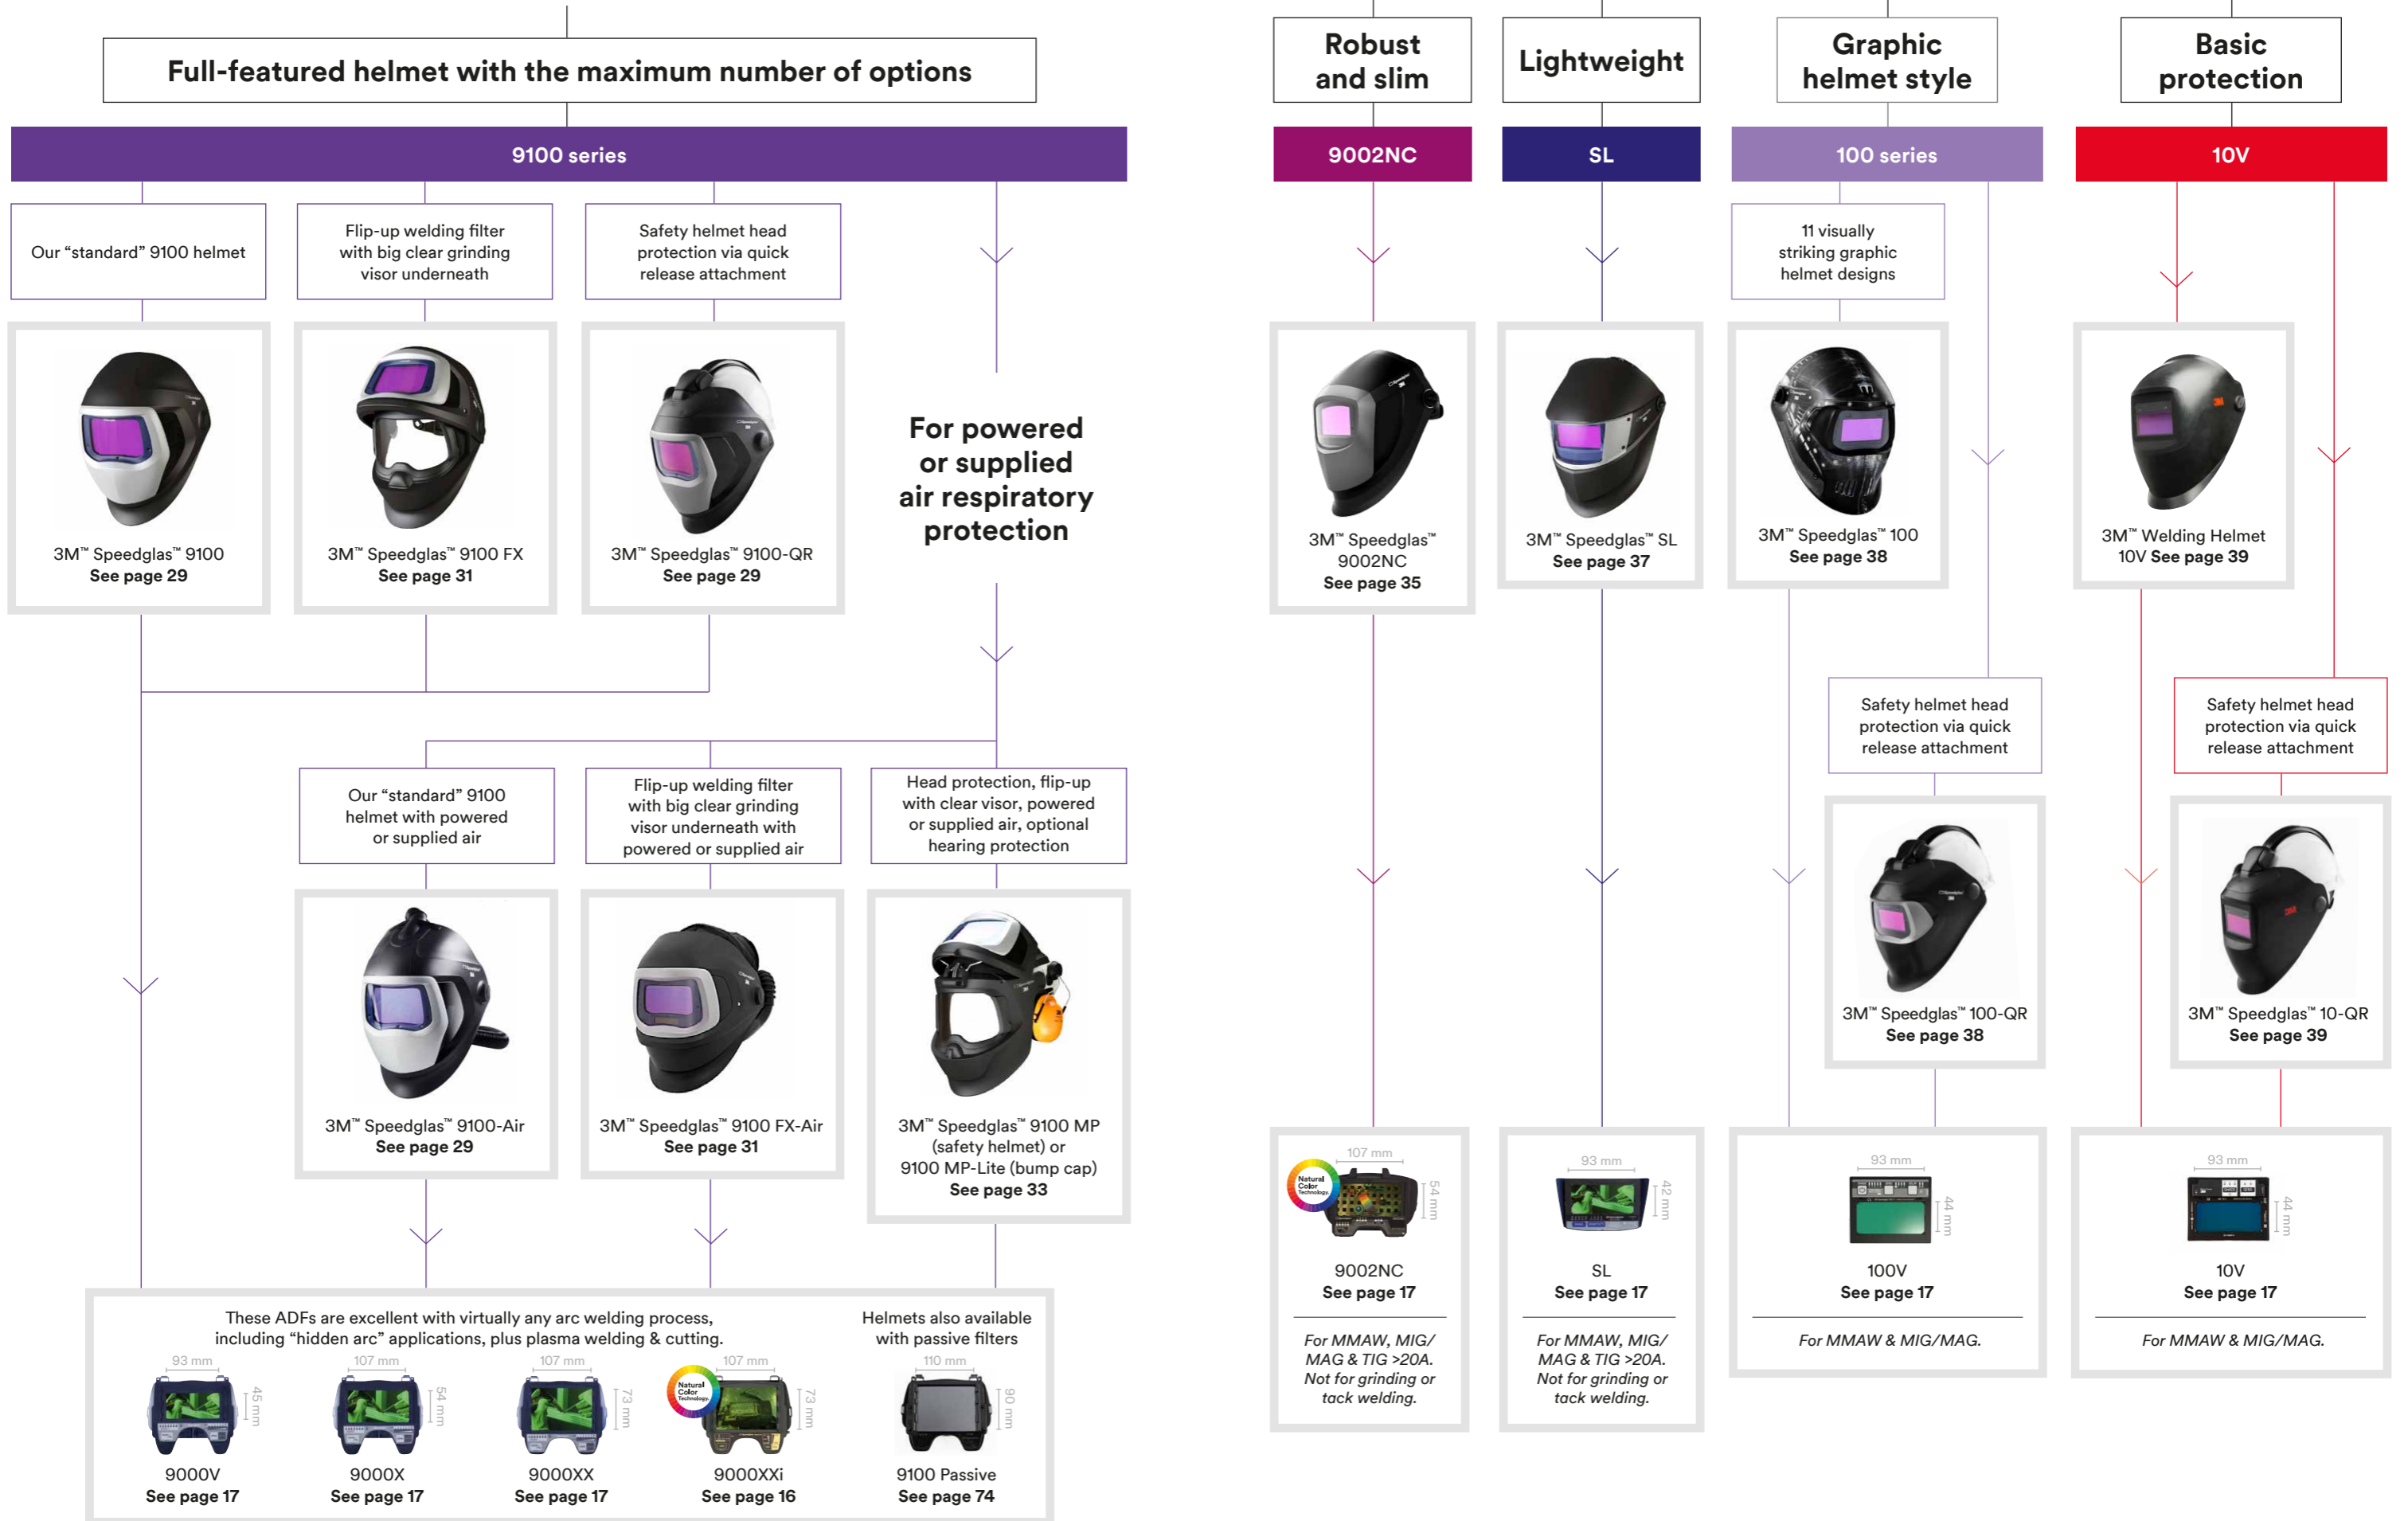 Full-featured helmet with the maximum number of options
9100 series
Our “standard” 9100 helmet
Flip-up welding filter
with big clear grinding
visor underneath
Safety helmet head
protection via quick
release attachment
3M™ Speedglas™ 9100
See page 29
3M™ Speedglas™ 9100 FX
See page 31
3M™ Speedglas™ 9100-QR
See page 29
For powered
or supplied
air respiratory
protection
Our “standard” 9100
helmet with powered
or supplied air
Flip-up welding filter
with big clear grinding
visor underneath with
powered or supplied air
Head protection, flip-up
with clear visor, powered
or supplied air, optional
hearing protection
3M™ Speedglas™ 9100-Air
See page 29
3M™ Speedglas™ 9100 FX-Air
See page 31
3M™ Speedglas™ 9100 MP
(safety helmet) or
9100 MP-Lite (bump cap)
See page 33
These ADFs are excellent with virtually any arc welding process,
including “hidden arc” applications, plus plasma welding & cutting.
Helmets also available
with passive filters
93 mm
45 mm
9000V
See page 17
107 mm
54 mm
9000X
See page 17
107 mm
73 mm
9000XX
See page 17
Natural
Color
Technology.
107 mm
73 mm
9000XXi
See page 16
110 mm
90 mm
9100 Passive
See page 74
Robust
and slim
9002NC
3M™ Speedglas™
9002NC
See page 35
Natural
Color
Technology.
107 mm
54 mm
9002NC
See page 17
For MMAW, MIG/
MAG & TIG >20A.
Not for grinding or
tack welding.
Lightweight
SL
3M™ Speedglas™ SL
See page 37
93 mm
42 mm
SL
See page 17
For MMAW, MIG/
MAG & TIG >20A.
Not for grinding or
tack welding.
Graphic
helmet style
100 series
11 visually
striking graphic
helmet designs
3M™ Speedglas™ 100
See page 38
Safety helmet head
protection via quick
release attachment
3M™ Speedglas™ 100-QR
See page 38
93 mm
44 mm
100V
See page 17
For MMAW & MIG/MAG.
Basic
protection
10V
3M
3M™ Welding Helmet
10V See page 39
Safety helmet head
protection via quick
release attachment
3M
3M™ Speedglas™ 10-QR
See page 39
93 mm
44 mm
10V
See page 17
For MMAW & MIG/MAG.